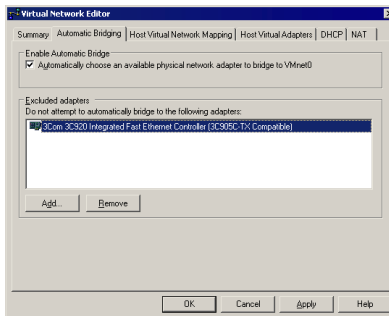 Virtual Network Editor
Summary Automatic Bridging Host Virtual Network Mapping Host Virtual Adapters DHCP NAT
Enable Automatic Bridge
Automatically choose an available physical network adapter to bridge to VMnet0
Excluded adapters
Do not attempt to automatically bridge to the following adapters:
3Com 3C920 Integrated Fast Ethernet Controller (3C905C-TX Compatible)
Add... Remove
OK Cancel Apply Help